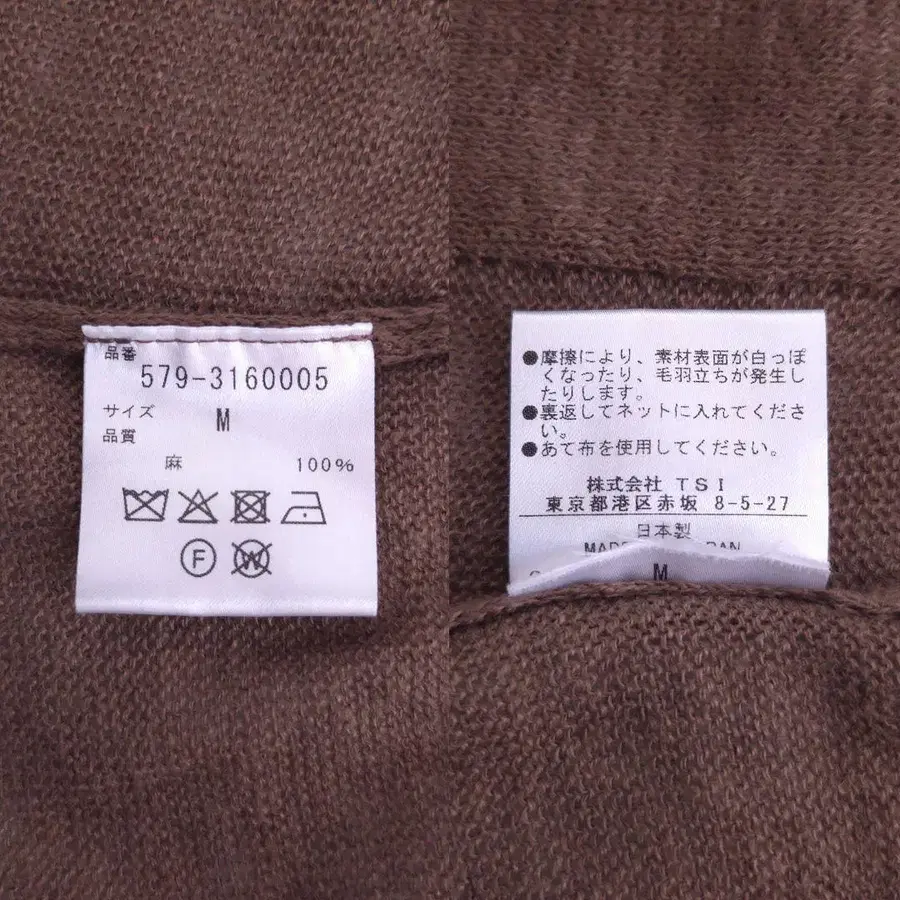 品番
579-3160005
サイズ M
品質
麻 100%
F
W
●摩擦により、素材表面が白っぽ
くなったり、毛羽立ちが発生し
たりします。
●裏返してネットに入れてくださ
い。
●あて布を使用してください。
株式会社 TSI
東京都港区赤坂 8-5-27
日本製
M